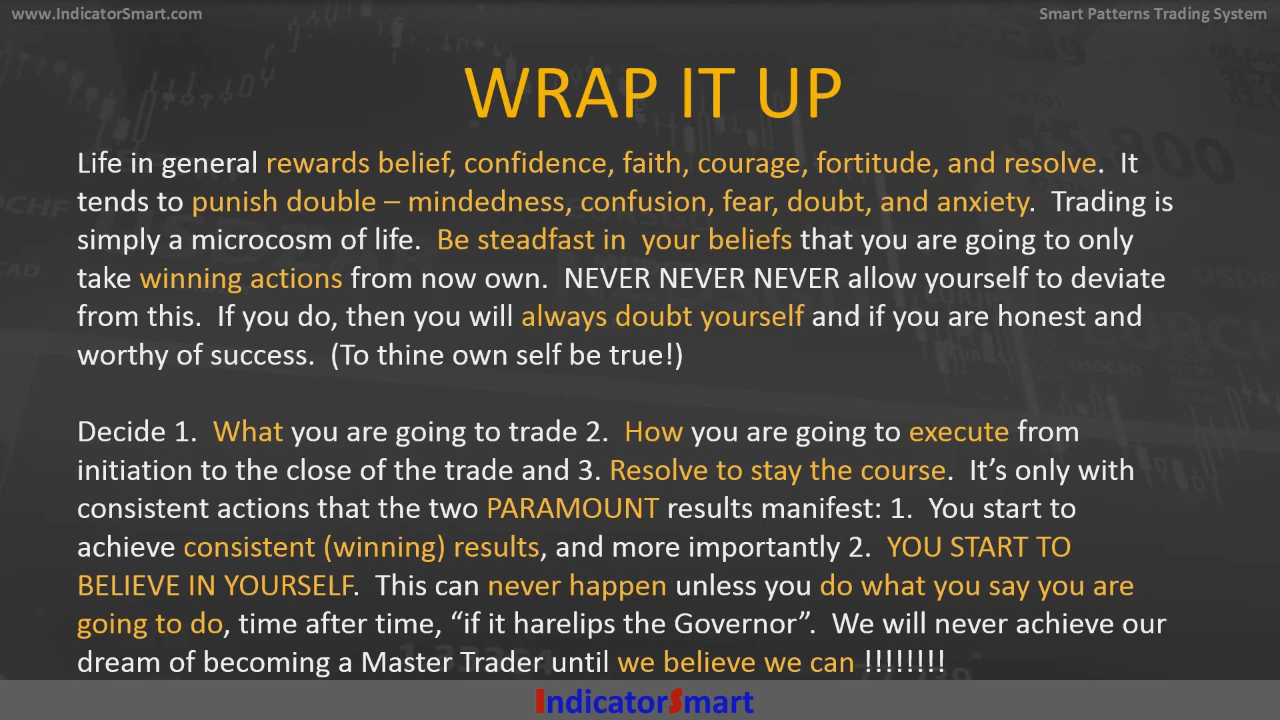 www.IndicatorSmart.com
Smart Patterns Trading System
WRAP IT UP
Life in general rewards belief, confidence, faith, courage, fortitude, and resolve. It
tends to punish double – mindedness, confusion, fear, doubt, and anxiety. Trading is
simply a microcosm of life. Be steadfast in your beliefs that you are going to only
take winning actions from now own. NEVER NEVER NEVER allow yourself to deviate
from this. If you do, then you will always doubt yourself and if you are honest and
worthy of success. (To thine own self be true!)
Decide 1. What you are going to trade 2. How you are going to execute from
initiation to the close of the trade and 3. Resolve to stay the course. It’s only with
consistent actions that the two PARAMOUNT results manifest: 1. You start to
achieve consistent (winning) results, and more importantly 2. YOU START TO
BELIEVE IN YOURSELF. This can never happen unless you do what you say you are
going to do, time after time, “if it harelips the Governor”. We will never achieve our
dream of becoming a Master Trader until we believe we can !!!!!!!!
IndicatorSmart